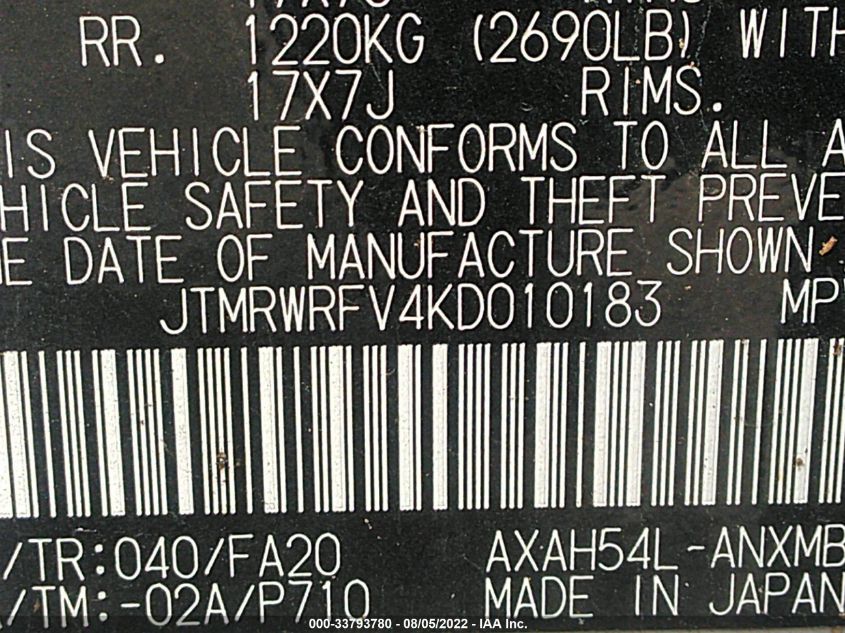 RR. 1220KG (2690LB) WITH
17X7J RIMS.
IS VEHICLE CONFORMS TO ALL A
HICLE SAFETY AND THEFT PREVE
E DATE OF MANUFACTURE SHOWN
JTMRWRFV4KD010183 MP
/TR:040/FA20 AXAH54L-ANXMB
/TM:-02A/P710 MADE IN JAPAN
000-33793780 - 08/05/2022 - IAA Inc.